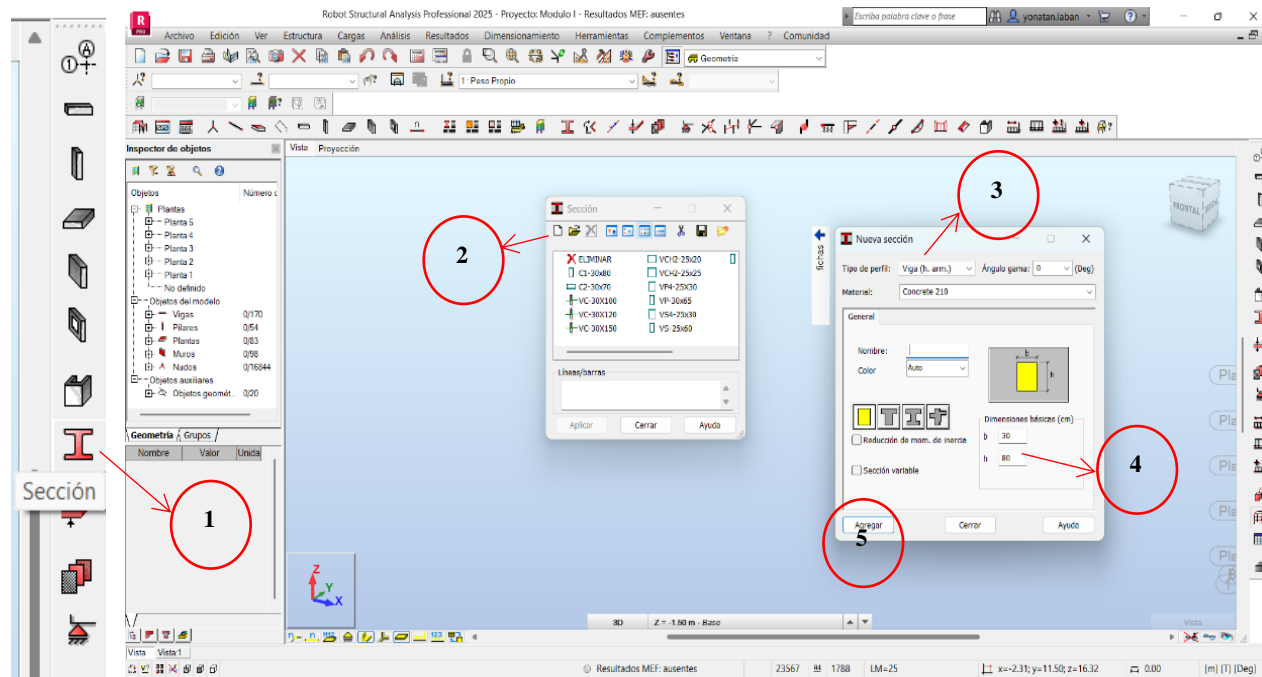 Robot Structural Analysis Professional 2025 - Proyecto: Modulo I - Resultados MEF: ausentes
Escriba palabra clave o frase
yonatan.laban
R
PRO
Archivo Edición Ver Estructura Cargas Análisis Resultados Dimensionamiento Herramientas Complementos Ventana ? Comunidad
Geometría
1: Peso Propio
Inspector de objetos
Objetos Número c
Plantas
Planta 5
Planta 4
Planta 3
Planta 2
Planta 1
No definido
Objetos del modelo
Vigas 0/170
Pilares 0/54
Plantas 0/83
Muros 0/98
Nudos 0/16844
Objetos auxiliares
Objetos geomét.. 0/20
Geometría Grupos
Nombre Valor Unida
Sección
1
Vista Proyección
2
Sección
ELIMINAR
C1-30x80
C2-30x70
VC-30X100
VC-30X120
VC-30X150
VCH2-25x20
VCH2-25x25
VP4-25X30
VP-30x65
VS4-25x30
VS-25x60
Líneas/barras
Aplicar Cerrar Ayuda
3
fichas
Nueva sección
Tipo de perfil: Viga (h. arm.) Ángulo gama: 0 (Deg)
Material: Concrete 210
General
Nombre:
Color Auto
b
h
Dimensiones básicas (cm)
b 30
h 80
Reducción de mom. de inercia
Sección variable
4
Agregar Cerrar Ayuda
5
FRONTAL
Pla
Pla
Pla
Pla
Pla
Z
Y
X
3D Z = -1.60 m - Base
Vista
Vista Vista:1
Resultados MEF: ausentes 23567 1788 LM=25 x=-2.31; y=11.50; z=16.32 0.00 [m] [T] [Deg]